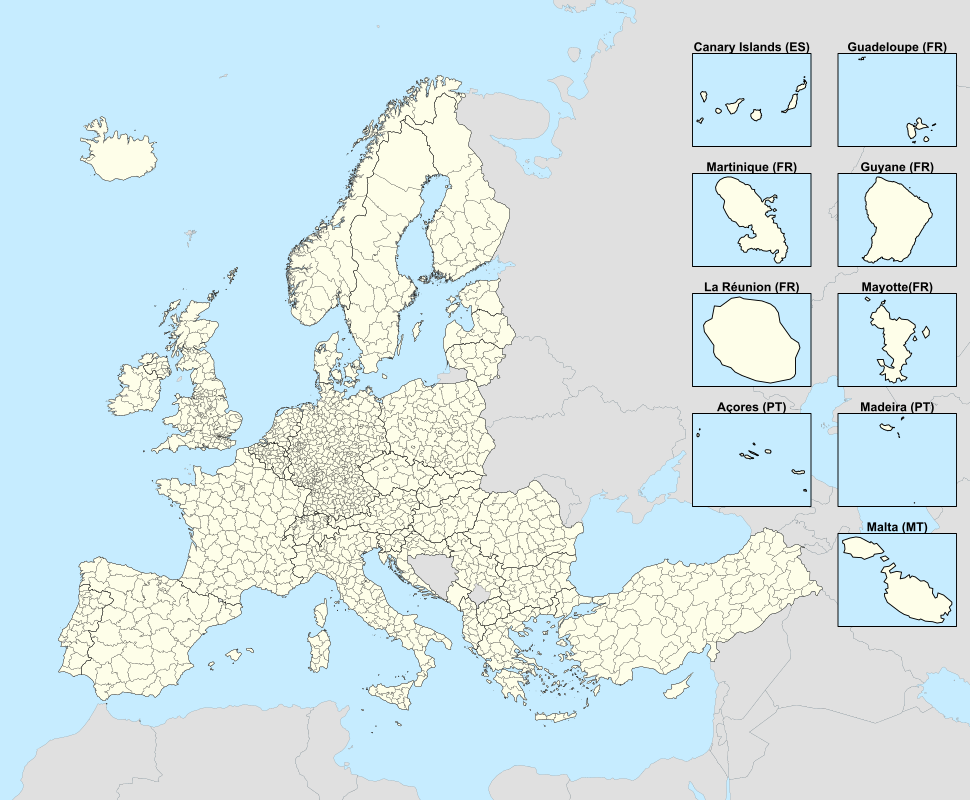 Canary Islands (ES)
Guadeloupe (FR)
Martinique (FR)
Guyane (FR)
La Réunion (FR)
Mayotte(FR)
Açores (PT)
Madeira (PT)
Malta (MT)